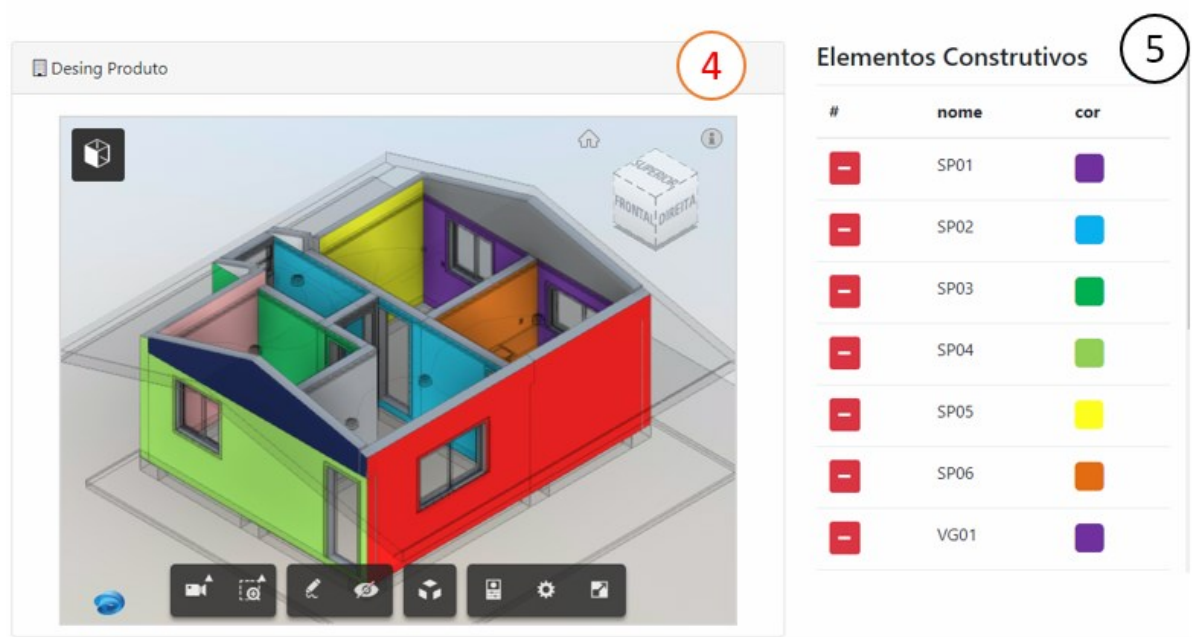 Desing Produto
4
SUPERIOR
FRONTAL
DIREITA
Elementos Construtivos
5
# nome cor
SP01
SP02
SP03
SP04
SP05
SP06
VG01